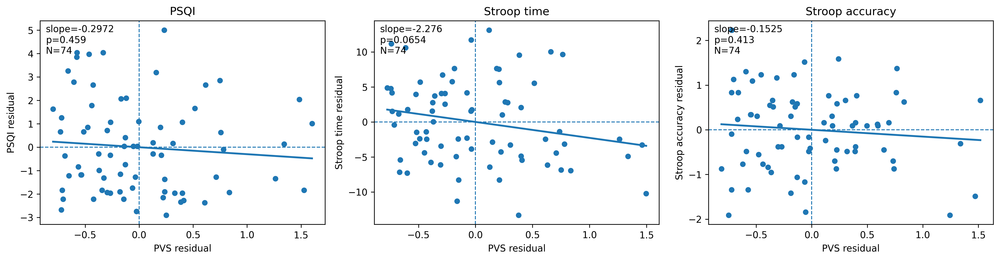 PSQI
slope=-0.2972
p=0.459
N=74
5
4
3
2
1
0
−1
−2
−3
PSQI residual
−0.5
0.0
0.5
1.0
1.5
PVS residual
Stroop time
slope=-2.276
p=0.0654
N=74
10
5
0
−5
−10
Stroop time residual
−0.5
0.0
0.5
1.0
1.5
PVS residual
Stroop accuracy
slope=-0.1525
p=0.413
N=74
2
1
0
−1
−2
Stroop accuracy residual
−0.5
0.0
0.5
1.0
1.5
PVS residual